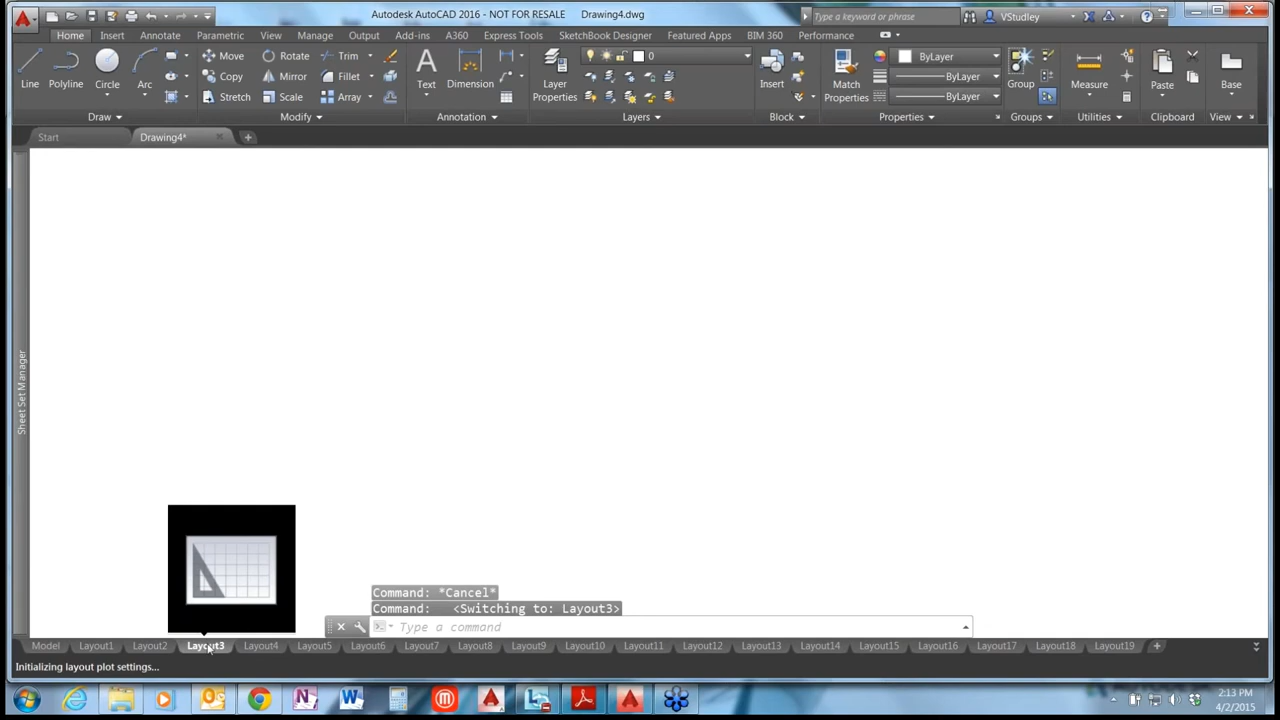 Autodesk AutoCAD 2016 - NOT FOR RESALE Drawing4.dwg Type a keyword or phrase VStudley
Home Insert Annotate Parametric View Manage Output Add-ins A360 Express Tools SketchBook Designer Featured Apps BIM 360 Performance
Line Polyline Circle Arc
Move Rotate Trim
Copy Mirror Fillet
Stretch Scale Array
Text Dimension
Layer Properties
0
Insert
Match Properties
ByLayer
ByLayer
ByLayer
Group
Measure
Paste
Base
Draw Modify Annotation Layers Block Properties Groups Utilities Clipboard View
Start Drawing4*
Sheet Set Manager
Command: *Cancel*
Command: <Switching to: Layout3>
Type a command
Model Layout1 Layout2 Layout3 Layout4 Layout5 Layout6 Layout7 Layout8 Layout9 Layout10 Layout11 Layout12 Layout13 Layout14 Layout15 Layout16 Layout17 Layout18 Layout19
Initializing layout plot settings...
2:13 PM
4/2/2015